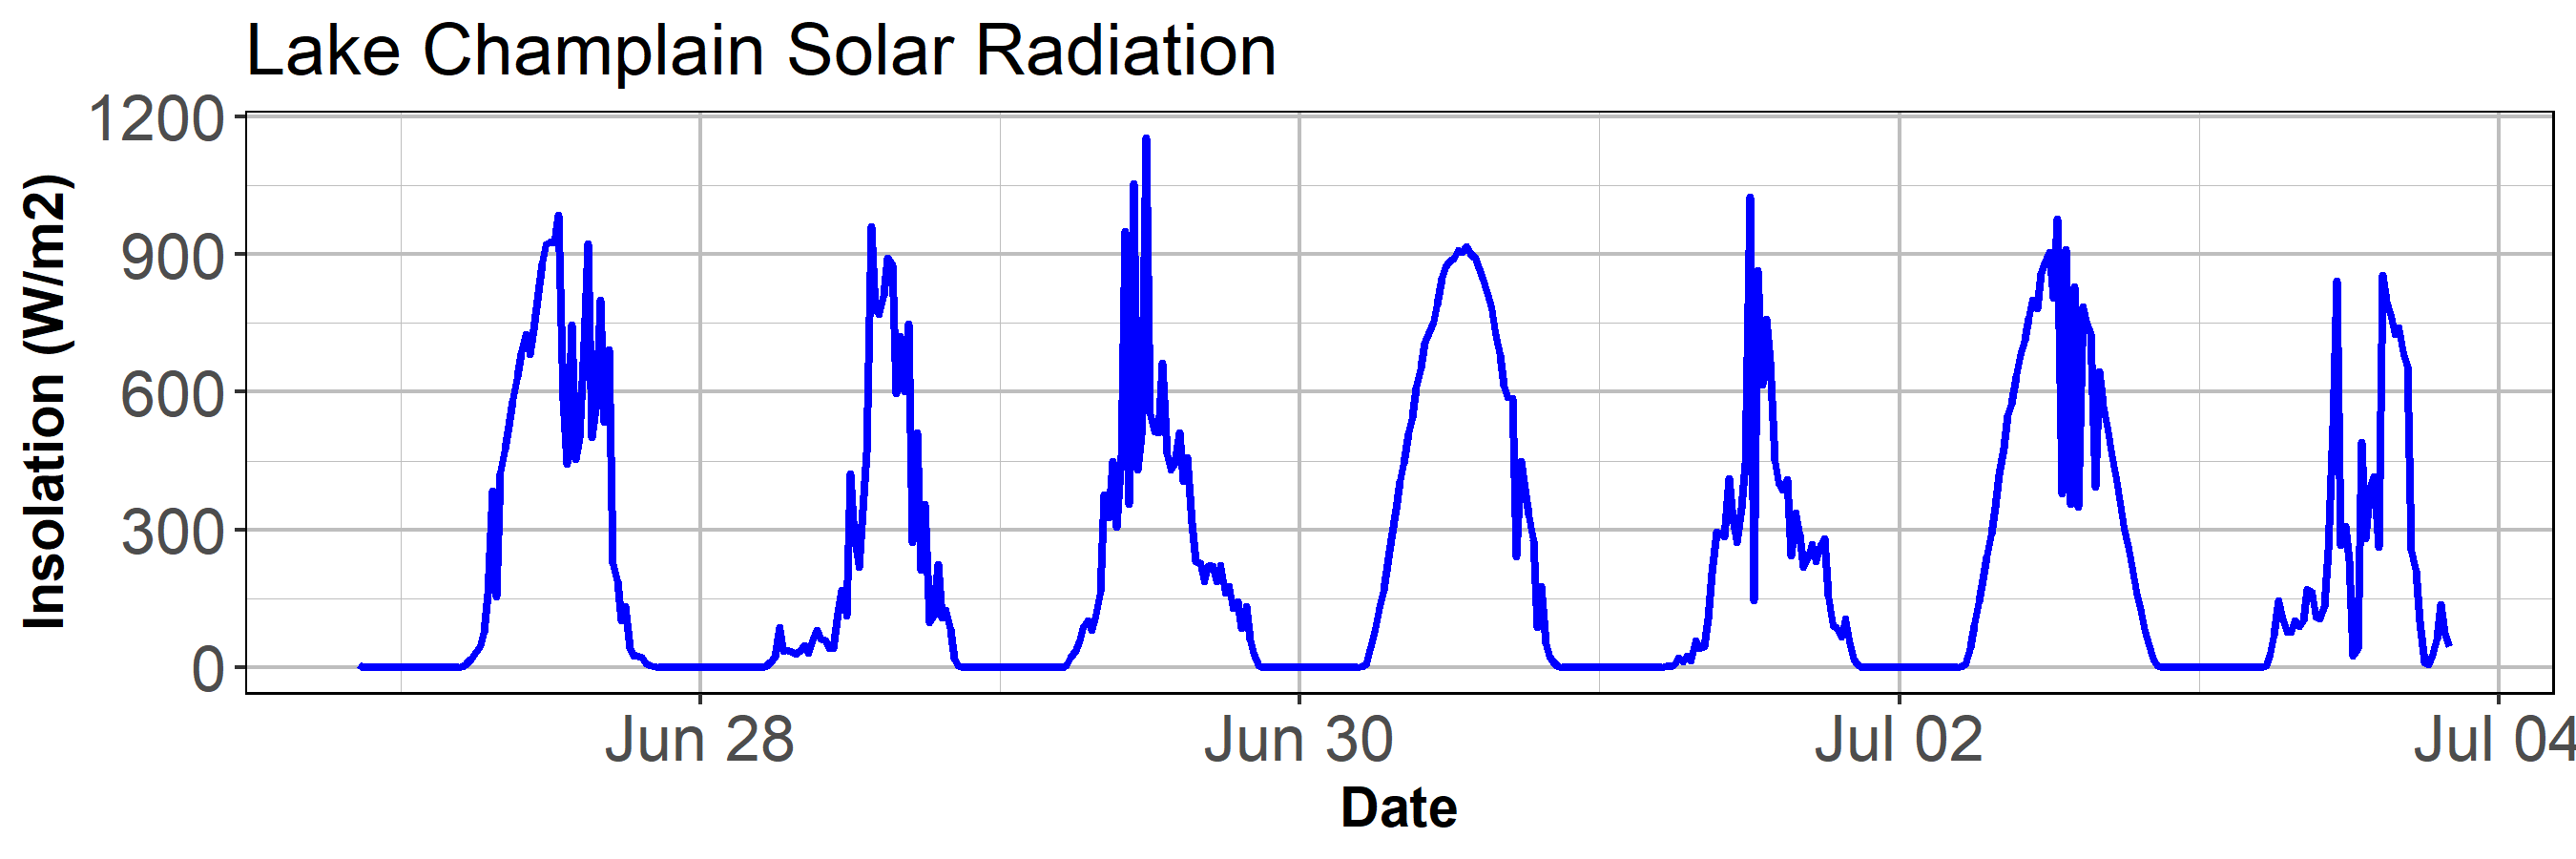 Lake Champlain Solar Radiation
1200
900
600
300
0
Insolation (W/m2)
Jun 28
Jun 30
Jul 02
Jul 04
Date